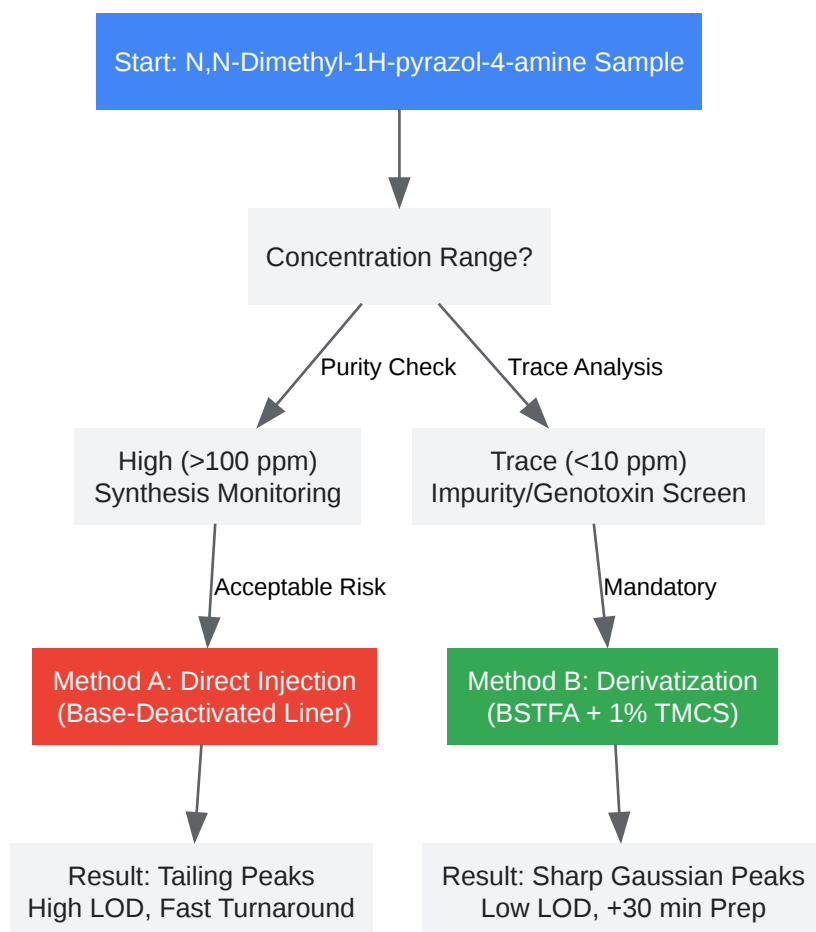 Start: N,N-Dimethyl-1H-pyrazol-4-amine Sample
Concentration Range?
Purity Check
Trace Analysis
High (>100 ppm)
Synthesis Monitoring
Trace (<10 ppm)
Impurity/Genotoxin Screen
Acceptable Risk
Mandatory
Method A: Direct Injection
(Base-Deactivated Liner)
Method B: Derivatization
(BSTFA + 1% TMCS)
Result: Tailing Peaks
High LOD, Fast Turnaround
Result: Sharp Gaussian Peaks
Low LOD, +30 min Prep